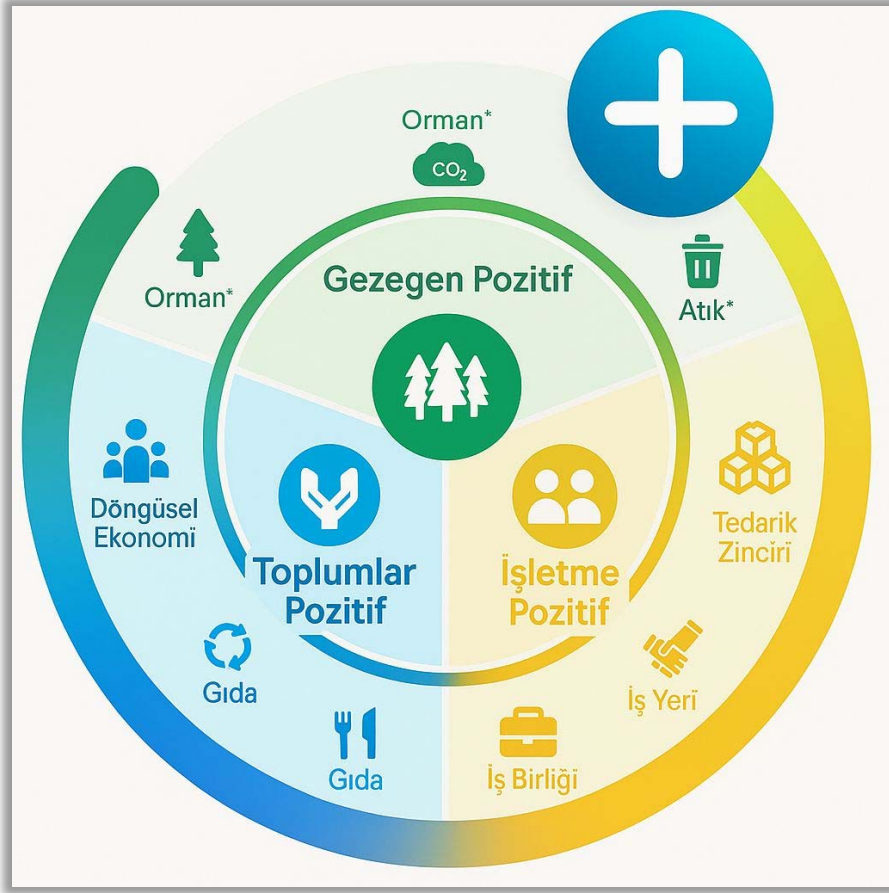 Orman*
CO₂
Orman*
Atık*
Gezegen Pozitif
Döngüsel
Ekonomi
Toplumlar
Pozitif
İşletme
Pozitif
Tedarik
Zinciri
Gıda
İş Yeri
Gıda
İş Birliği